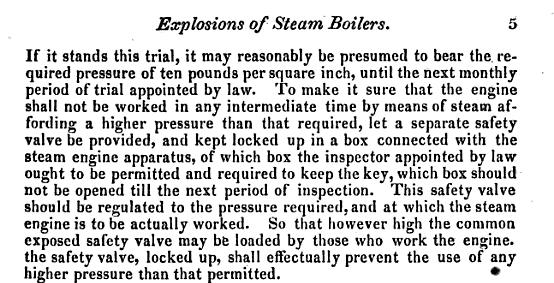 Explosions of Steam Boilers. 5
If it stands this trial, it may reasonably be presumed to bear the re-
quired pressure of ten pounds per square inch, until the next monthly
period of trial appointed by law. To make it sure that the engine
shall not be worked in any intermediate time by means of steam af-
fording a higher pressure than that required, let a separate safety
valve be provided, and kept locked up in a box connected with the
steam engine apparatus, of which box the inspector appointed by law
ought to be permitted and required to keep the key, which box should
not be opened till the next period of inspection. This safety valve
should be regulated to the pressure required, and at which the steam
engine is to be actually worked. So that however high the common
exposed safety valve may be loaded by those who work the engine.
the safety valve, locked up, shall effectually prevent the use of any
higher pressure than that permitted.